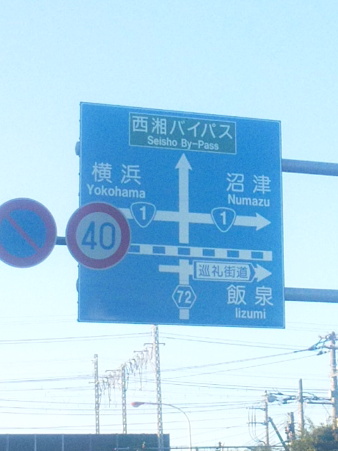 西湘バイパス
Seisho By-Pass
横浜
Yokohama
沼津
Numazu
1
1
40
巡礼街道
72
飯泉
Iizumi